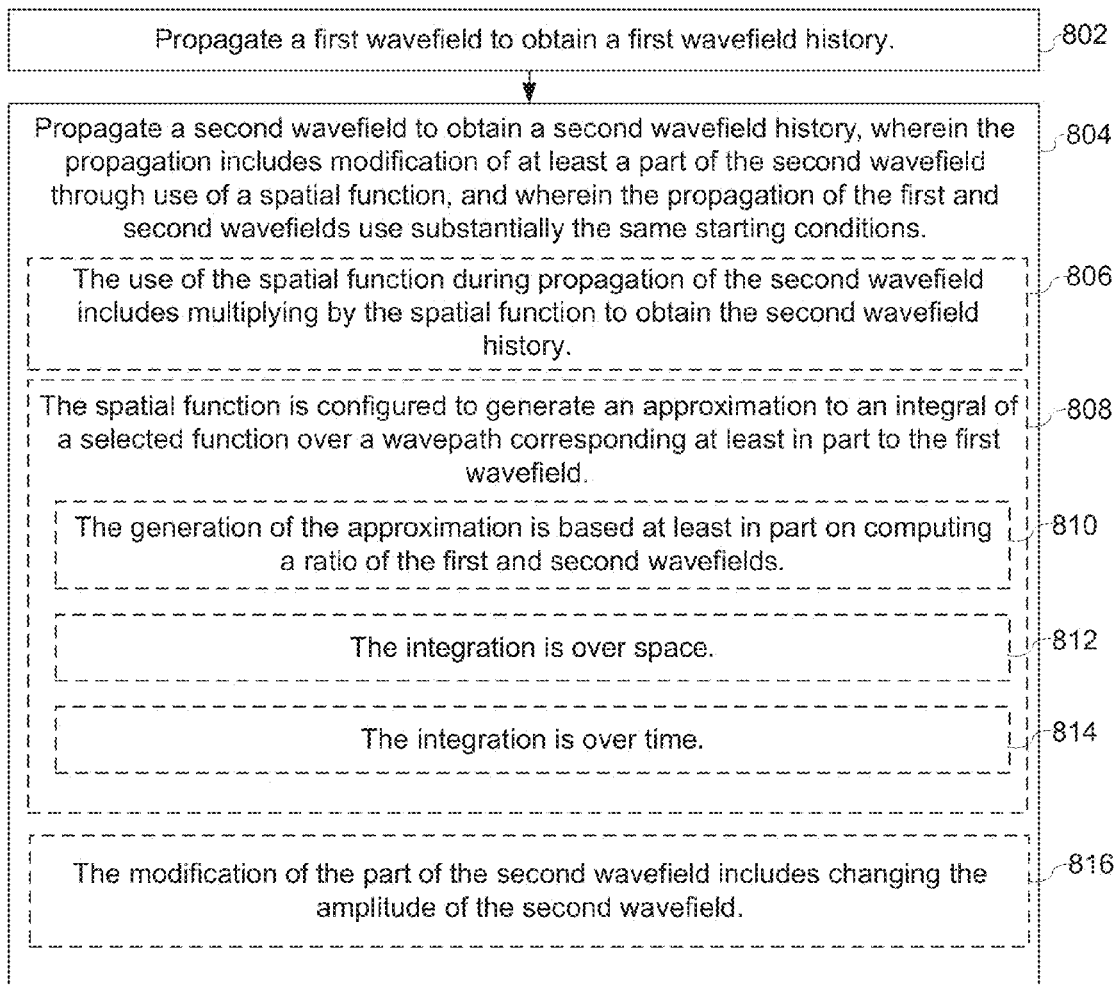 Propagate a first wavefield to obtain a first wavefield history.
802
Propagate a second wavefield to obtain a second wavefield history, wherein the
propagation includes modification of at least a part of the second wavefield
through use of a spatial function, and wherein the propagation of the first and
second wavefields use substantially the same starting conditions.
804
The use of the spatial function during propagation of the second wavefield
includes multiplying by the spatial function to obtain the second wavefield
history.
806
The spatial function is configured to generate an approximation to an integral of
a selected function over a wavepath corresponding at least in part to the first
wavefield.
808
The generation of the approximation is based at least in part on computing
a ratio of the first and second wavefields.
810
The integration is over space.
812
The integration is over time.
814
The modification of the part of the second wavefield includes changing the
amplitude of the second wavefield.
816